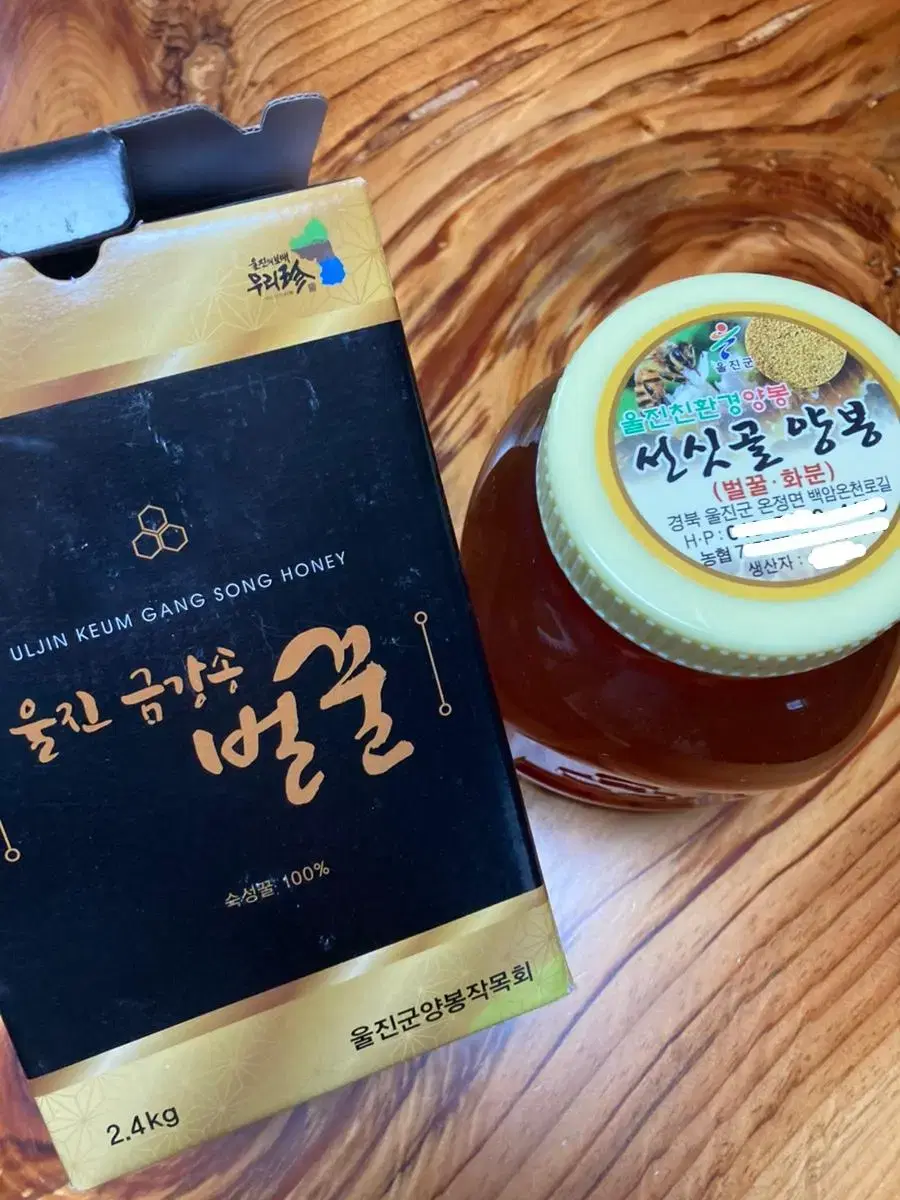 울진의 보배
우리珍
ULJIN KEUM GANG SONG HONEY
울진 금강송
벌꿀
숙성꿀 100%
울진군양봉작목회
2.4kg
울진군
울진친환경양봉
선싯골 양봉
(벌꿀·화분)
경북 울진군 온정면 백암온천로길
H·P :
농협 7
생산자 :